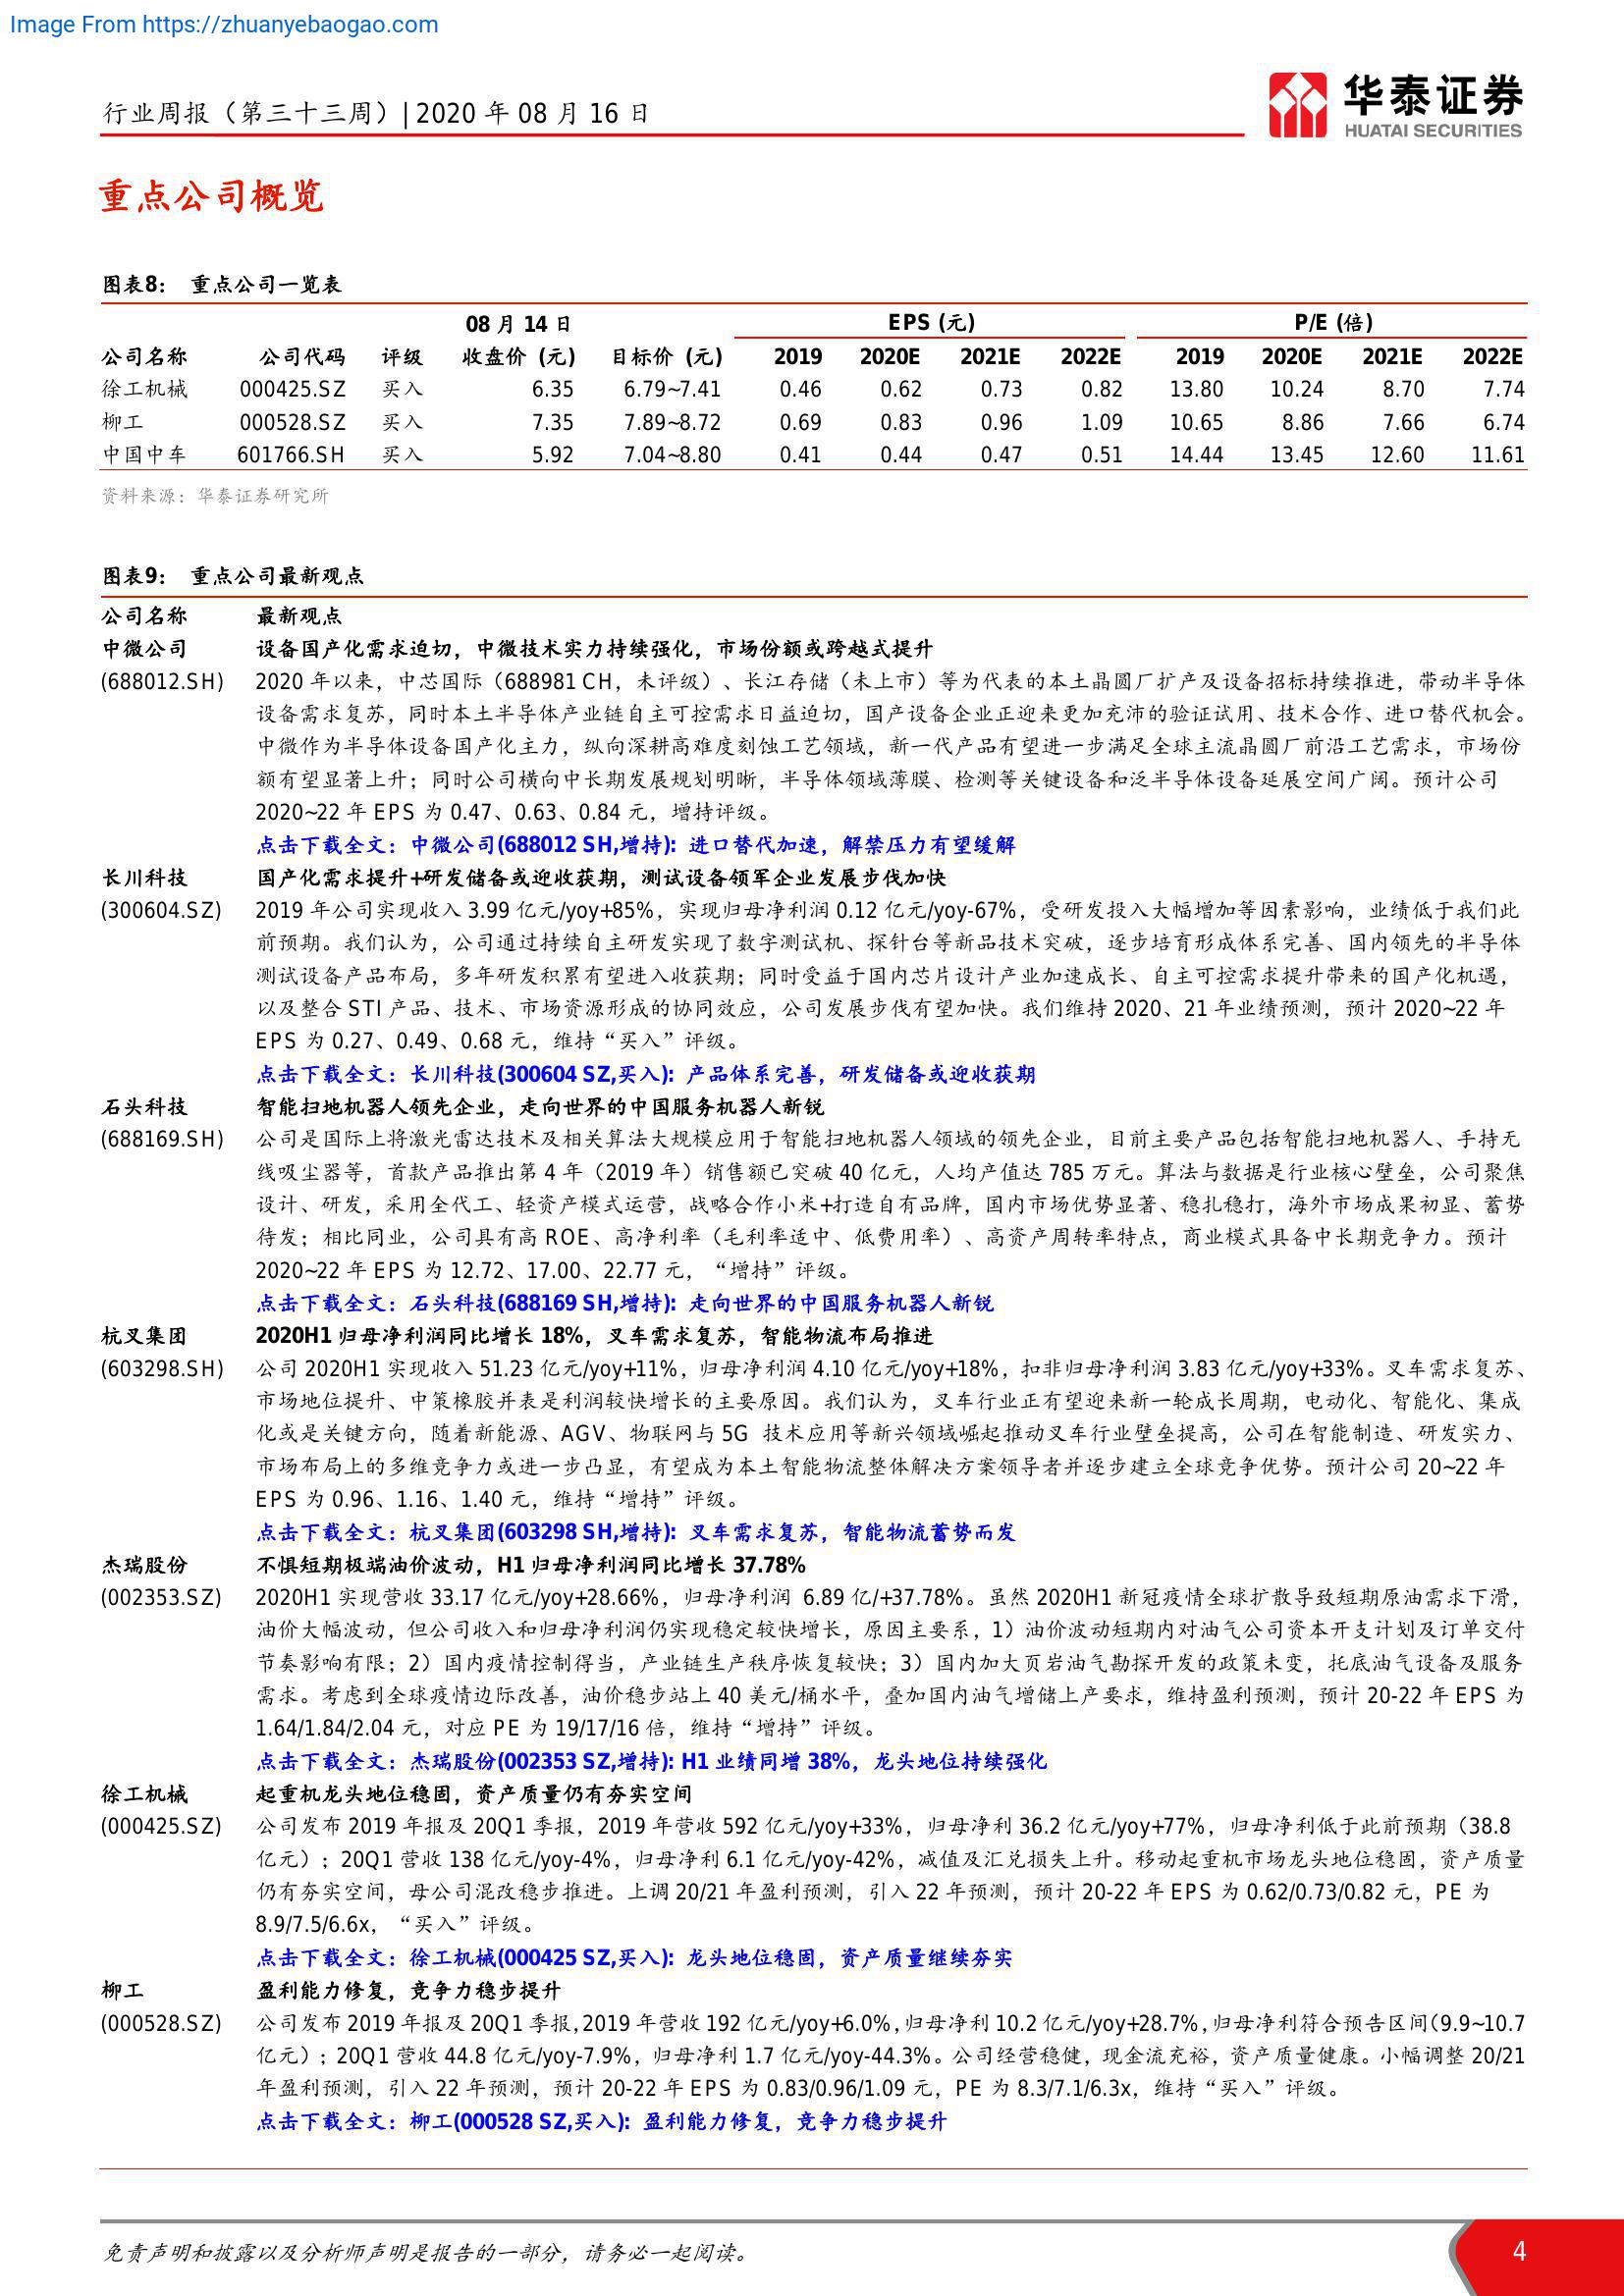 Image From https://zhuanyebaogao.com
行业周报（第三十三周）|2020 年 08 月 16 日
华泰证券
HUATAI SECURITIES
重点公司概览
图表8： 重点公司一览表
08 月 14 日 EPS (元) P/E (倍)
公司名称 公司代码 评级 收盘价 (元) 目标价 (元) 2019 2020E 2021E 2022E 2019 2020E 2021E 2022E
徐工机械 000425.SZ 买入 6.35 6.79~7.41 0.46 0.62 0.73 0.82 13.80 10.24 8.70 7.74
柳工 000528.SZ 买入 7.35 7.89~8.72 0.69 0.83 0.96 1.09 10.65 8.86 7.66 6.74
中国中车 601766.SH 买入 5.92 7.04~8.80 0.41 0.44 0.47 0.51 14.44 13.45 12.60 11.61
资料来源：华泰证券研究所
图表9： 重点公司最新观点
公司名称 最新观点
中微公司 设备国产化需求迫切，中微技术实力持续强化，市场份额或跨越式提升
(688012.SH) 2020 年以来，中芯国际（688981 CH，未评级）、长江存储（未上市）等为代表的本土晶圆厂扩产及设备招标持续推进，带动半导体
设备需求复苏，同时本土半导体产业链自主可控需求日益迫切，国产设备企业正迎来更加充沛的验证试用、技术合作、进口替代机会。
中微作为半导体设备国产化主力，纵向深耕高难度刻蚀工艺领域，新一代产品有望进一步满足全球主流晶圆厂前沿工艺需求，市场份
额有望显著上升；同时公司横向中长期发展规划明晰，半导体领域薄膜、检测等关键设备和泛半导体设备延展空间广阔。预计公司
2020~22 年 EPS 为 0.47、0.63、0.84 元，增持评级。
点击下载全文：中微公司(688012 SH,增持)：进口替代加速，解禁压力有望缓解
长川科技 国产化需求提升+研发储备或迎收获期，测试设备领军企业发展步伐加快
(300604.SZ) 2019 年公司实现收入 3.99 亿元/yoy+85%，实现归母净利润 0.12 亿元/yoy-67%，受研发投入大幅增加等因素影响，业绩低于我们此
前预期。我们认为，公司通过持续自主研发实现了数字测试机、探针台等新品技术突破，逐步培育形成体系完善、国内领先的半导体
测试设备产品布局，多年研发积累有望进入收获期；同时受益于国内芯片设计产业加速成长、自主可控需求提升带来的国产化机遇，
以及整合 STI 产品、技术、市场资源形成的协同效应，公司发展步伐有望加快。我们维持 2020、21 年业绩预测，预计 2020~22 年
EPS 为 0.27、0.49、0.68 元，维持“买入”评级。
点击下载全文：长川科技(300604 SZ,买入)：产品体系完善，研发储备或迎收获期
石头科技 智能扫地机器人领先企业，走向世界的中国服务机器人新锐
(688169.SH) 公司是国际上将激光雷达技术及相关算法大规模应用于智能扫地机器人领域的领先企业，目前主要产品包括智能扫地机器人、手持无
线吸尘器等，首款产品推出第 4 年（2019 年）销售额已突破 40 亿元，人均产值达 785 万元。算法与数据是行业核心壁垒，公司聚焦
设计、研发，采用全代工、轻资产模式运营，战略合作小米+打造自有品牌，国内市场优势显著、稳扎稳打，海外市场成果初显、蓄势
待发；相比同业，公司具有高 ROE、高净利率（毛利率适中、低费用率）、高资产周转率特点，商业模式具备中长期竞争力。预计
2020~22 年 EPS 为 12.72、17.00、22.77 元，“增持”评级。
点击下载全文：石头科技(688169 SH,增持)：走向世界的中国服务机器人新锐
杭叉集团 2020H1 归母净利润同比增长 18%，叉车需求复苏，智能物流布局推进
(603298.SH) 公司 2020H1 实现收入 51.23 亿元/yoy+11%，归母净利润 4.10 亿元/yoy+18%，扣非归母净利润 3.83 亿元/yoy+33%。叉车需求复苏、
市场地位提升、中策橡胶并表是利润较快增长的主要原因。我们认为，叉车行业正有望迎来新一轮成长周期，电动化、智能化、集成
化或是关键方向，随着新能源、AGV、物联网与 5G 技术应用等新兴领域崛起推动叉车行业壁垒提高，公司在智能制造、研发实力、
市场布局上的多维竞争力或进一步凸显，有望成为本土智能物流整体解决方案领导者并逐步建立全球竞争优势。预计公司 20~22 年
EPS 为 0.96、1.16、1.40 元，维持“增持”评级。
点击下载全文：杭叉集团(603298 SH,增持)：叉车需求复苏，智能物流蓄势而发
杰瑞股份 不惧短期极端油价波动，H1 归母净利润同比增长 37.78%
(002353.SZ) 2020H1 实现营收 33.17 亿元/yoy+28.66%，归母净利润 6.89 亿/+37.78%。虽然 2020H1 新冠疫情全球扩散导致短期原油需求下滑，
油价大幅波动，但公司收入和归母净利润仍实现稳定较快增长，原因主要系，1）油价波动短期内对油气公司资本开支计划及订单交付
节奏影响有限；2）国内疫情控制得当，产业链生产秩序恢复较快；3）国内加大页岩油气勘探开发的政策未变，托底油气设备及服务
需求。考虑到全球疫情边际改善，油价稳步站上 40 美元/桶水平，叠加国内油气增储上产要求，维持盈利预测，预计 20-22 年 EPS 为
1.64/1.84/2.04 元，对应 PE 为 19/17/16 倍，维持“增持”评级。
点击下载全文：杰瑞股份(002353 SZ,增持)：H1 业绩同增 38%，龙头地位持续强化
徐工机械 起重机龙头地位稳固，资产质量仍有夯实空间
(000425.SZ) 公司发布 2019 年报及 20Q1 季报，2019 年营收 592 亿元/yoy+33%，归母净利 36.2 亿元/yoy+77%，归母净利低于此前预期（38.8
亿元）；20Q1 营收 138 亿元/yoy-4%，归母净利 6.1 亿元/yoy-42%，减值及汇兑损失上升。移动起重机市场龙头地位稳固，资产质量
仍有夯实空间，母公司混改稳步推进。上调 20/21 年盈利预测，引入 22 年预测，预计 20-22 年 EPS 为 0.62/0.73/0.82 元，PE 为
8.9/7.5/6.6x，“买入”评级。
点击下载全文：徐工机械(000425 SZ,买入)：龙头地位稳固，资产质量继续夯实
柳工 盈利能力修复，竞争力稳步提升
(000528.SZ) 公司发布 2019 年报及 20Q1 季报,2019 年营收 192 亿元/yoy+6.0%,归母净利 10.2 亿元/yoy+28.7%,归母净利符合预告区间（9.9~10.7
亿元）；20Q1 营收 44.8 亿元/yoy-7.9%，归母净利 1.7 亿元/yoy-44.3%。公司经营稳健，现金流充裕，资产质量健康。小幅调整 20/21
年盈利预测，引入 22 年预测，预计 20-22 年 EPS 为 0.83/0.96/1.09 元，PE 为 8.3/7.1/6.3x，维持“买入”评级。
点击下载全文：柳工(000528 SZ,买入)：盈利能力修复，竞争力稳步提升
免责声明和披露以及分析师声明是报告的一部分，请务必一起阅读。 4